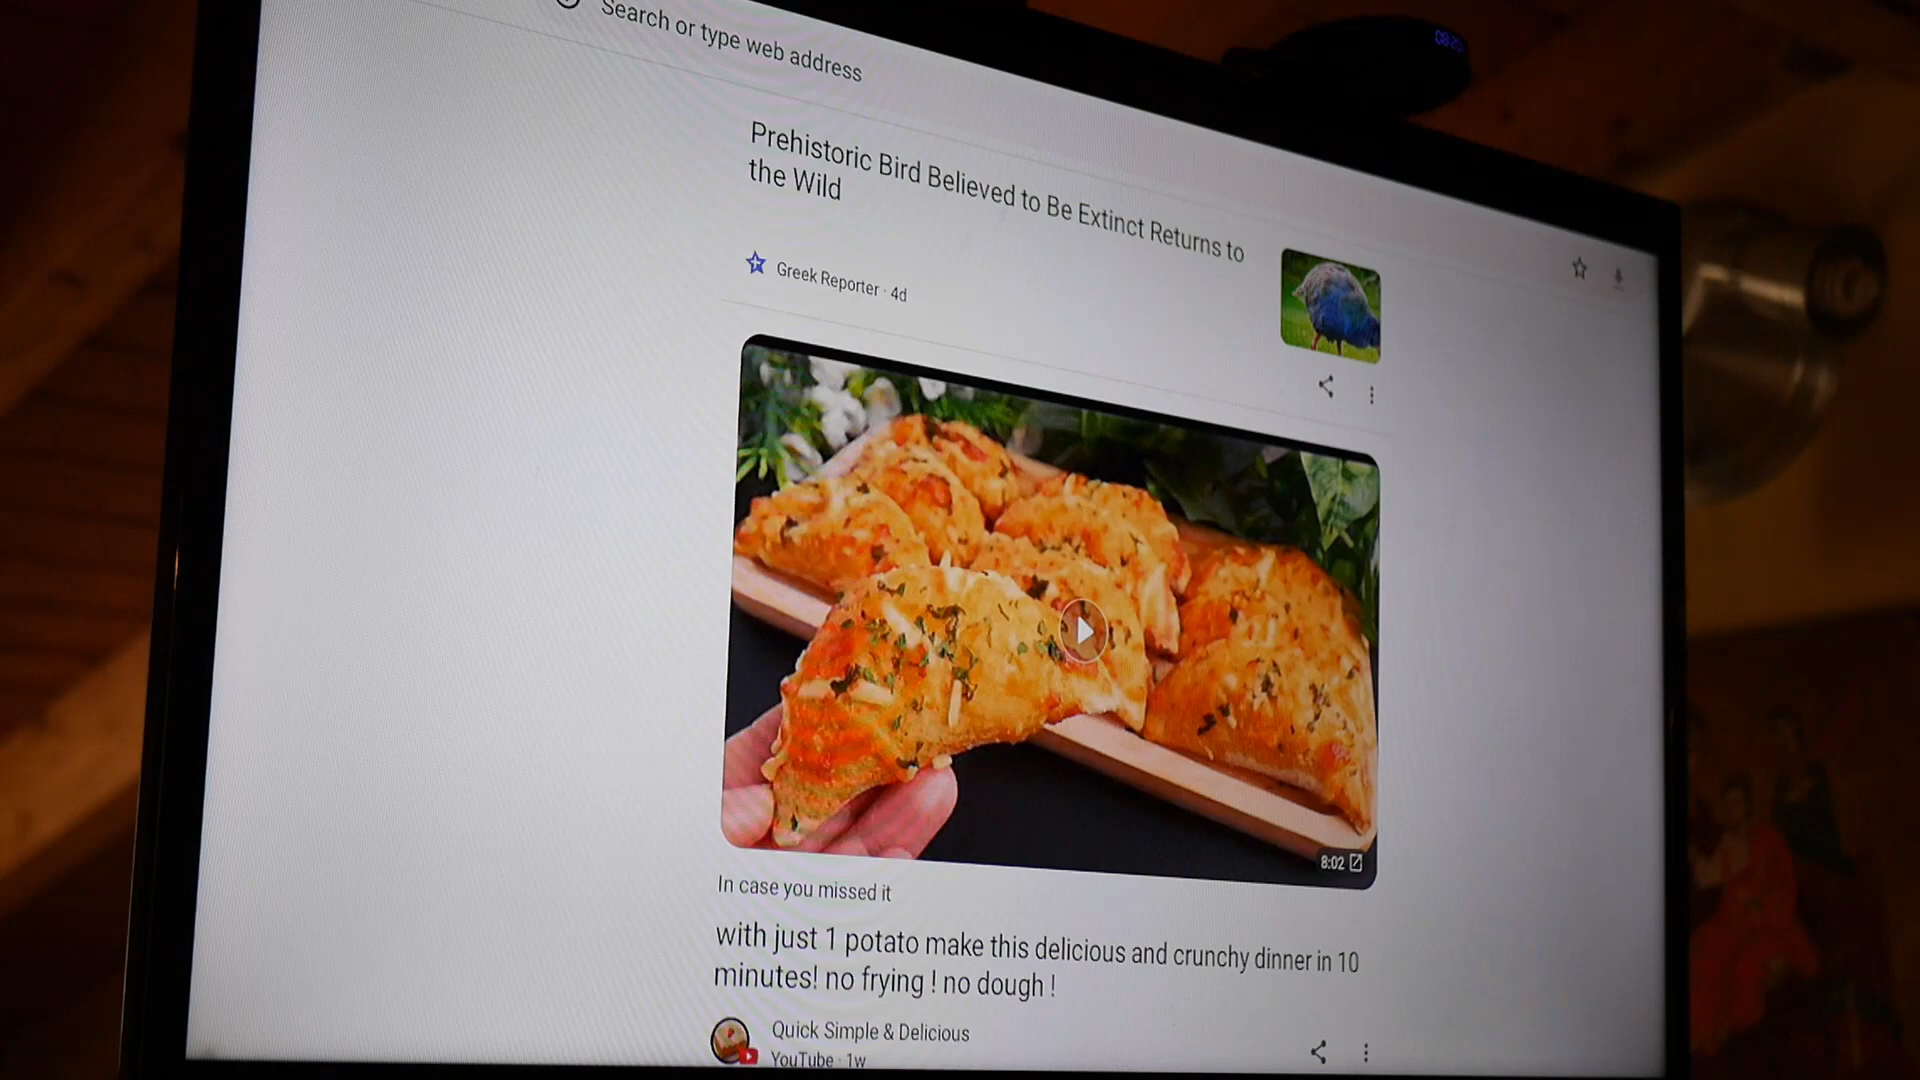 Search or type web address
Prehistoric Bird Believed to Be Extinct Returns to
the Wild
Greek Reporter · 4d
8:02
In case you missed it
with just 1 potato make this delicious and crunchy dinner in 10
minutes! no frying ! no dough !
Quick Simple & Delicious
YouTube · 1w